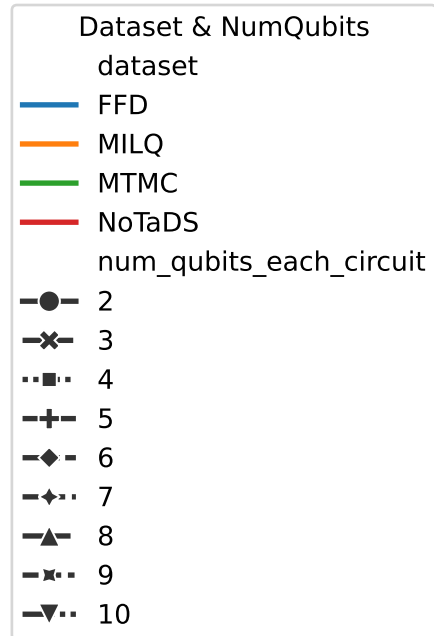 Dataset & NumQubits
dataset
FFD
MILQ
MTMC
NoTaDS
num_qubits_each_circuit
2
3
4
5
6
7
8
9
10